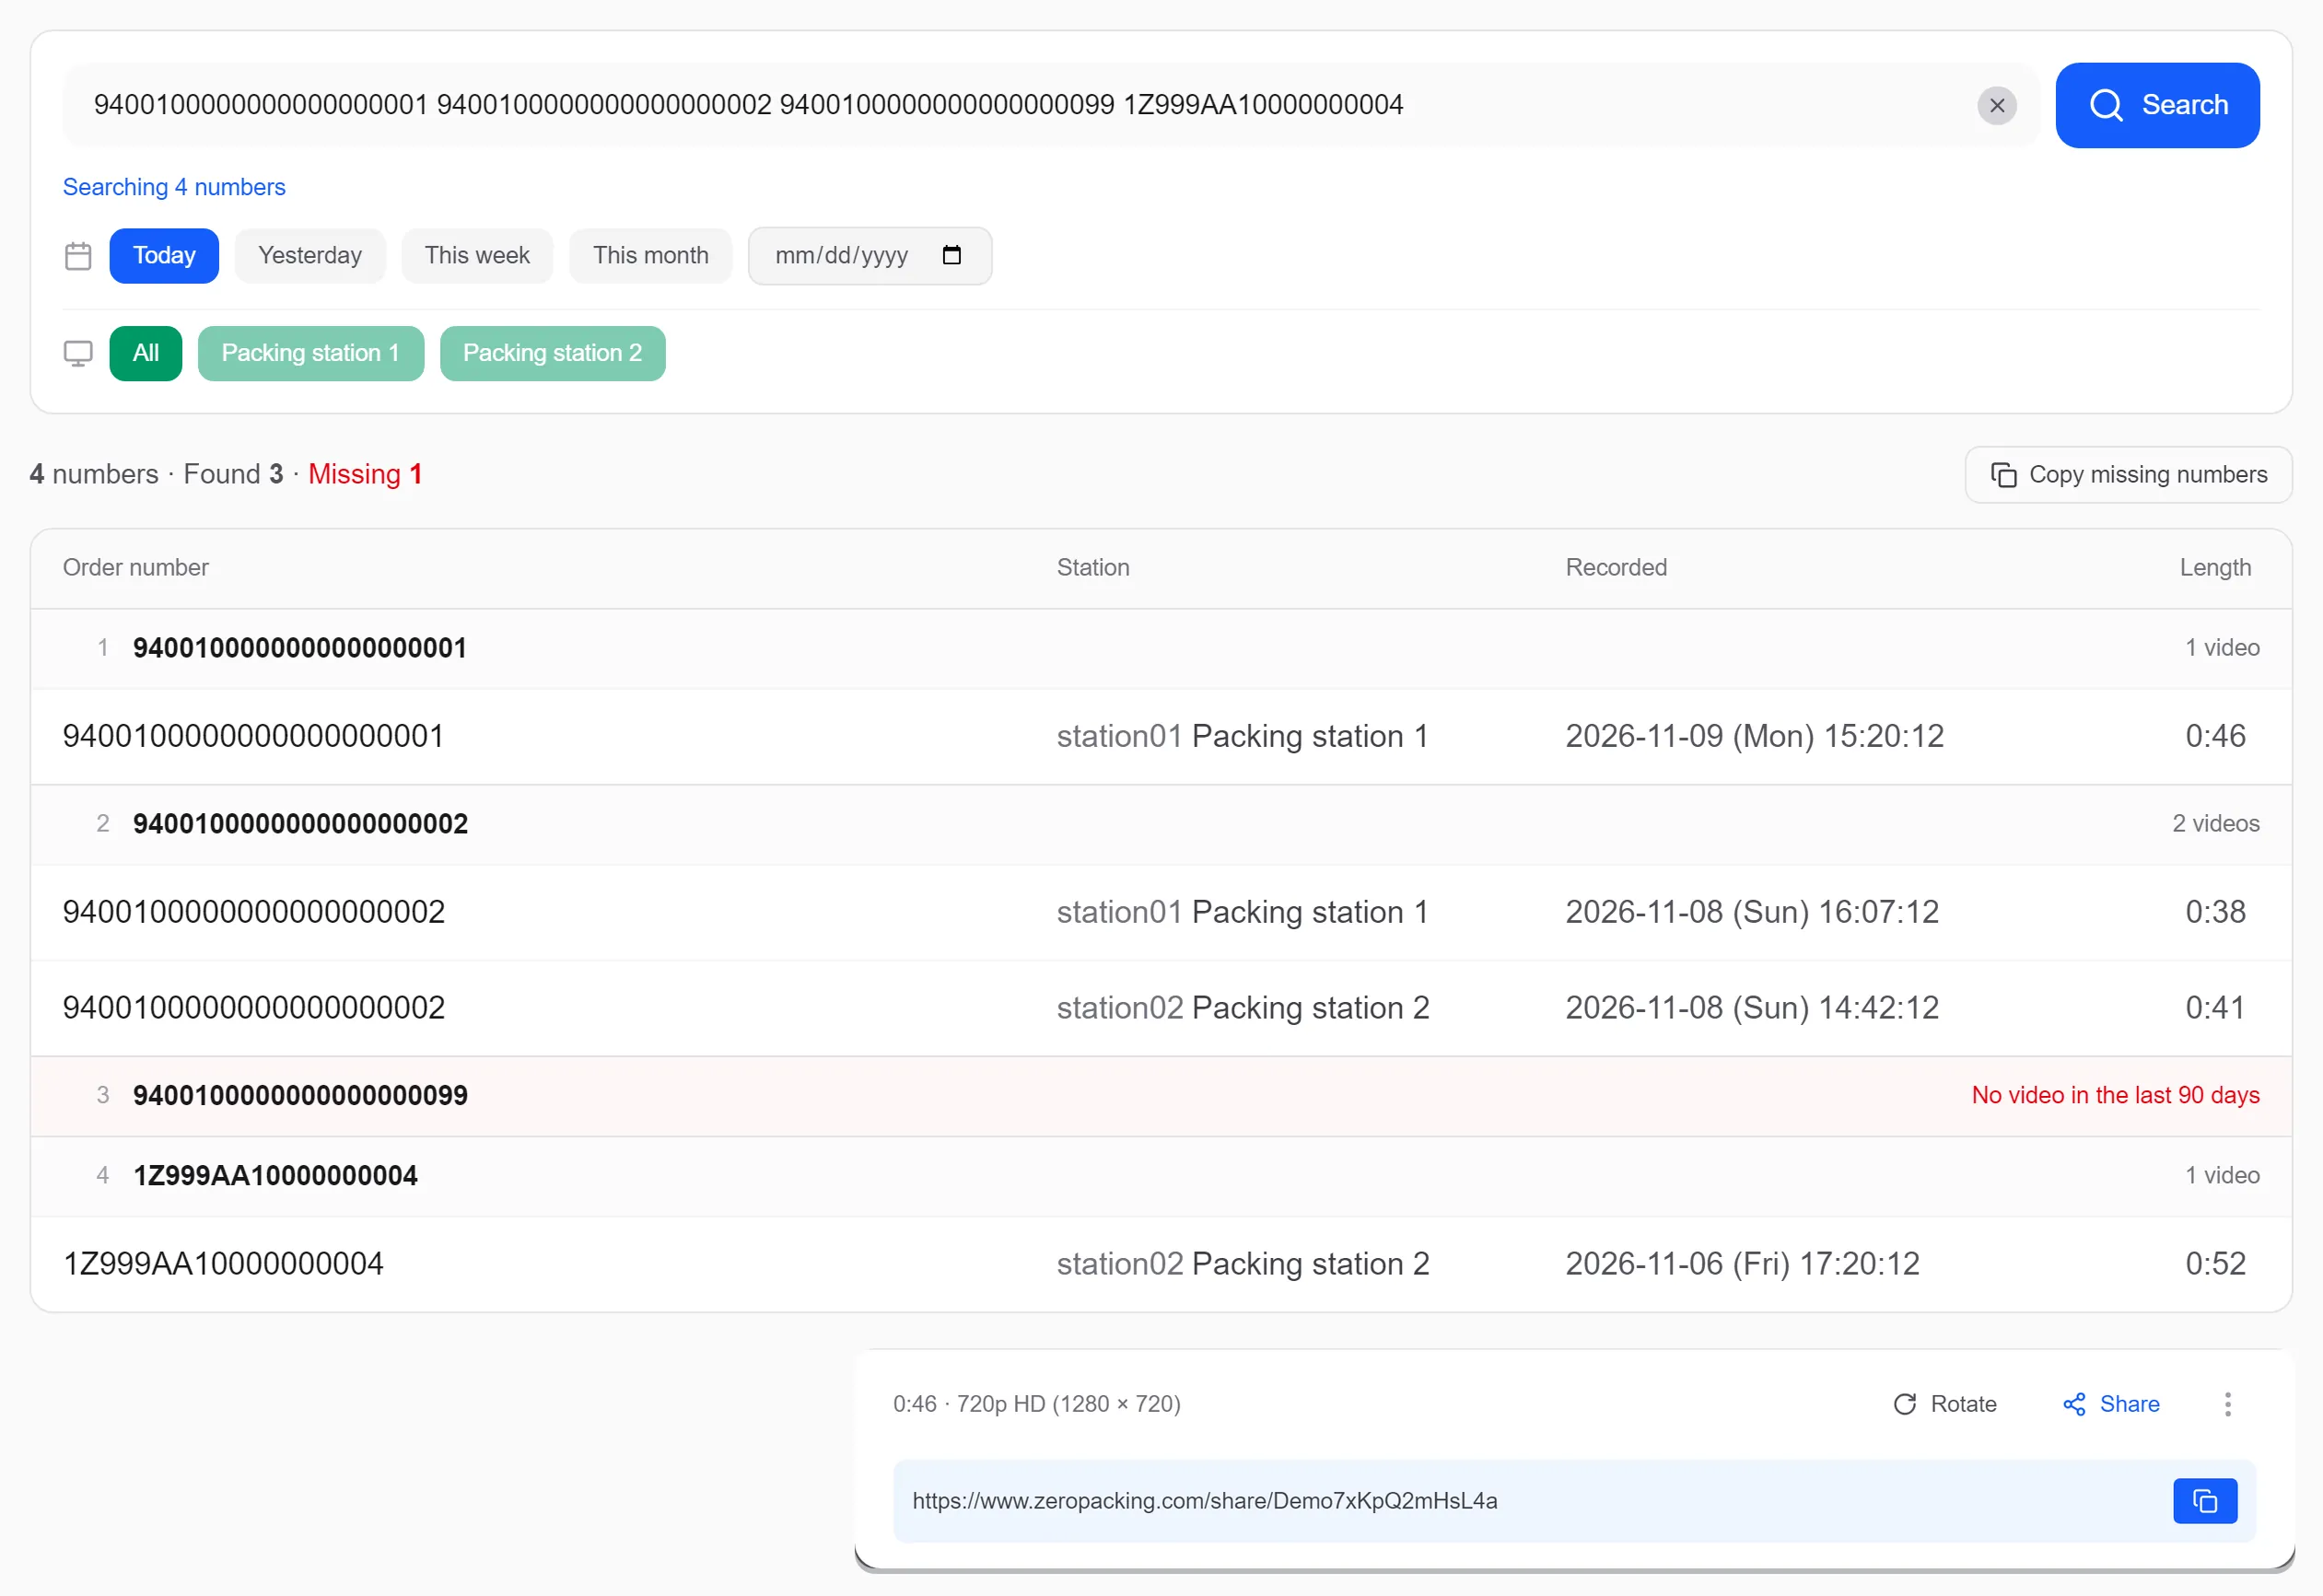 9400100000000000000001 9400100000000000000002 9400100000000000000099 1Z999AA10000000004
Search
Searching 4 numbers
Today Yesterday This week This month mm/dd/yyyy
All Packing station 1 Packing station 2
4 numbers · Found 3 · Missing 1 Copy missing numbers
Order number Station Recorded Length
1 9400100000000000000001 1 video
9400100000000000000001 station01 Packing station 1 2026-11-09 (Mon) 15:20:12 0:46
2 9400100000000000000002 2 videos
9400100000000000000002 station01 Packing station 1 2026-11-08 (Sun) 16:07:12 0:38
9400100000000000000002 station02 Packing station 2 2026-11-08 (Sun) 14:42:12 0:41
3 9400100000000000000099 No video in the last 90 days
4 1Z999AA10000000004 1 video
1Z999AA10000000004 station02 Packing station 2 2026-11-06 (Fri) 17:20:12 0:52
0:46 · 720p HD (1280 × 720) Rotate Share
https://www.zeropacking.com/share/Demo7xKpQ2mHsL4a